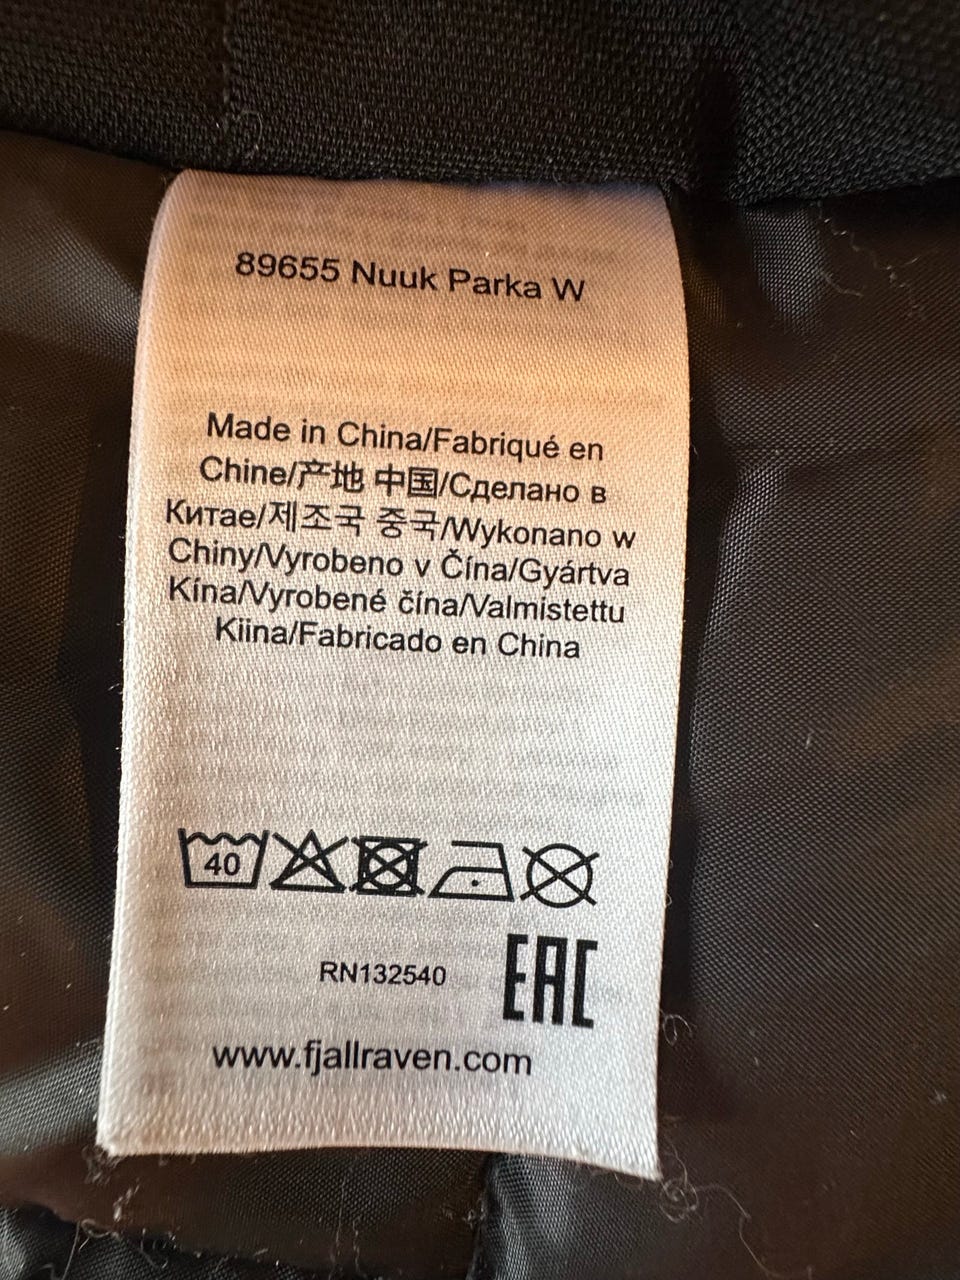 89655 Nuuk Parka W
Made in China/Fabriqué en
Chine/产地 中国/Сделано в
Китае/제조국 중국/Wykonano w
Chiny/Vyrobeno v Čína/Gyártva
Kína/Vyrobené čína/Valmistettu
Kiina/Fabricado en China
40
RN132540
EAC
www.fjallraven.com